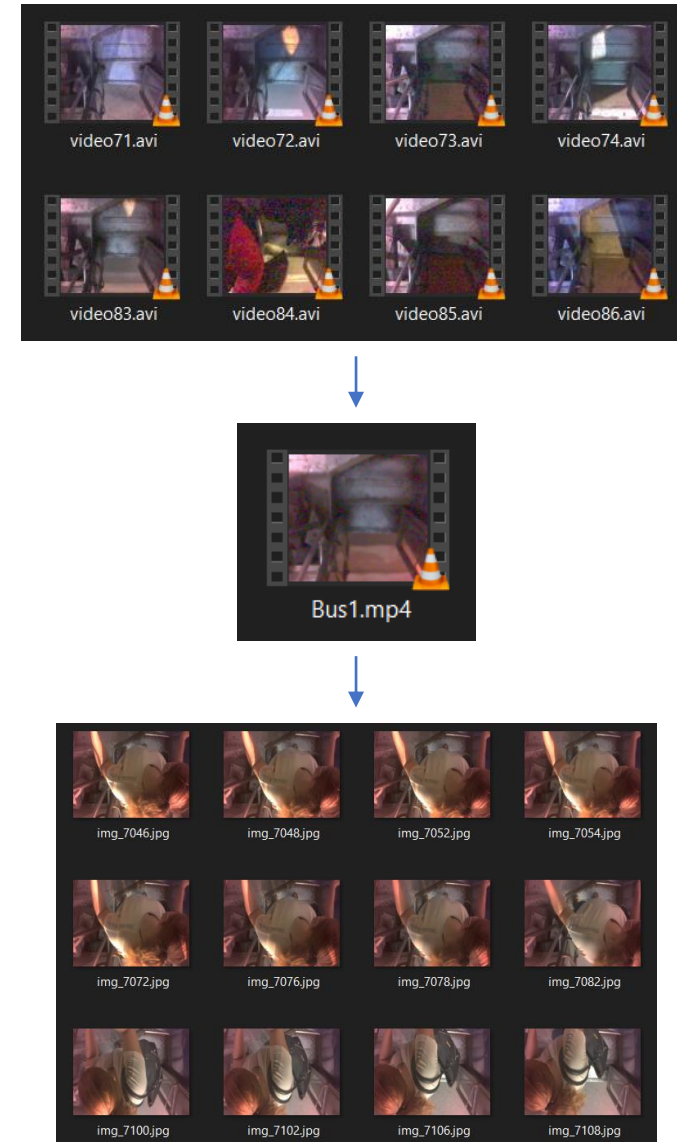 video71.avi video72.avi video73.avi video74.avi
video83.avi video84.avi video85.avi video86.avi
Bus1.mp4
img_7046.jpg img_7048.jpg img_7052.jpg img_7054.jpg
img_7072.jpg img_7076.jpg img_7078.jpg img_7082.jpg
img_7100.jpg img_7102.jpg img_7106.jpg img_7108.jpg